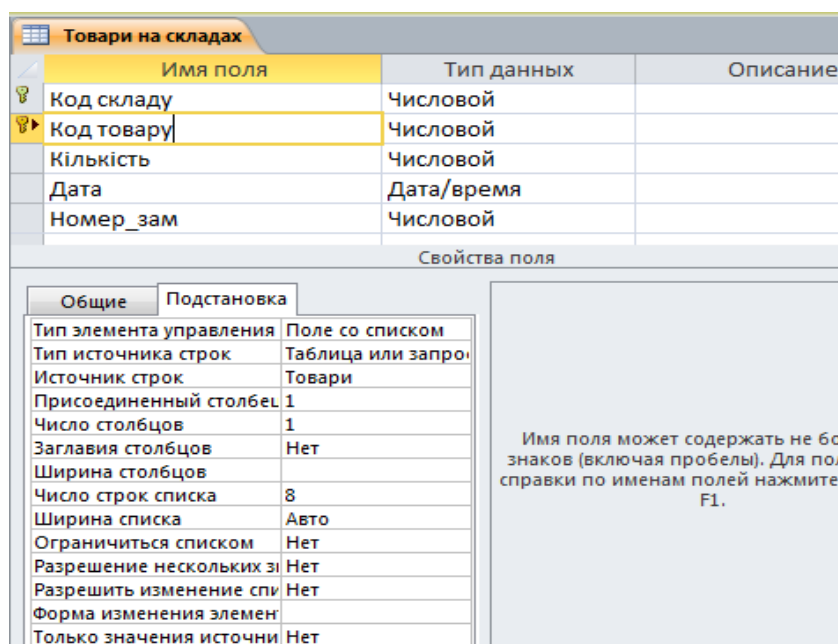 Товари на складах
Имя поля Тип данных Описание
Код складу Числовой
Код товару Числовой
Кількість Числовой
Дата Дата/время
Номер_зам Числовой
Свойства поля
Общие Подстановка
Тип элемента управления Поле со списком
Тип источника строк Таблица или запро
Источник строк Товари
Присоединенный столбец 1
Число столбцов 1
Заглавия столбцов Нет
Ширина столбцов
Число строк списка 8
Ширина списка Авто
Ограничиться списком Нет
Разрешение нескольких з Нет
Разрешить изменение спи Нет
Форма изменения элемен
Только значения источни Нет
Имя поля может содержать не бо
знаков (включая пробелы). Для по
справки по именам полей нажмите
F1.